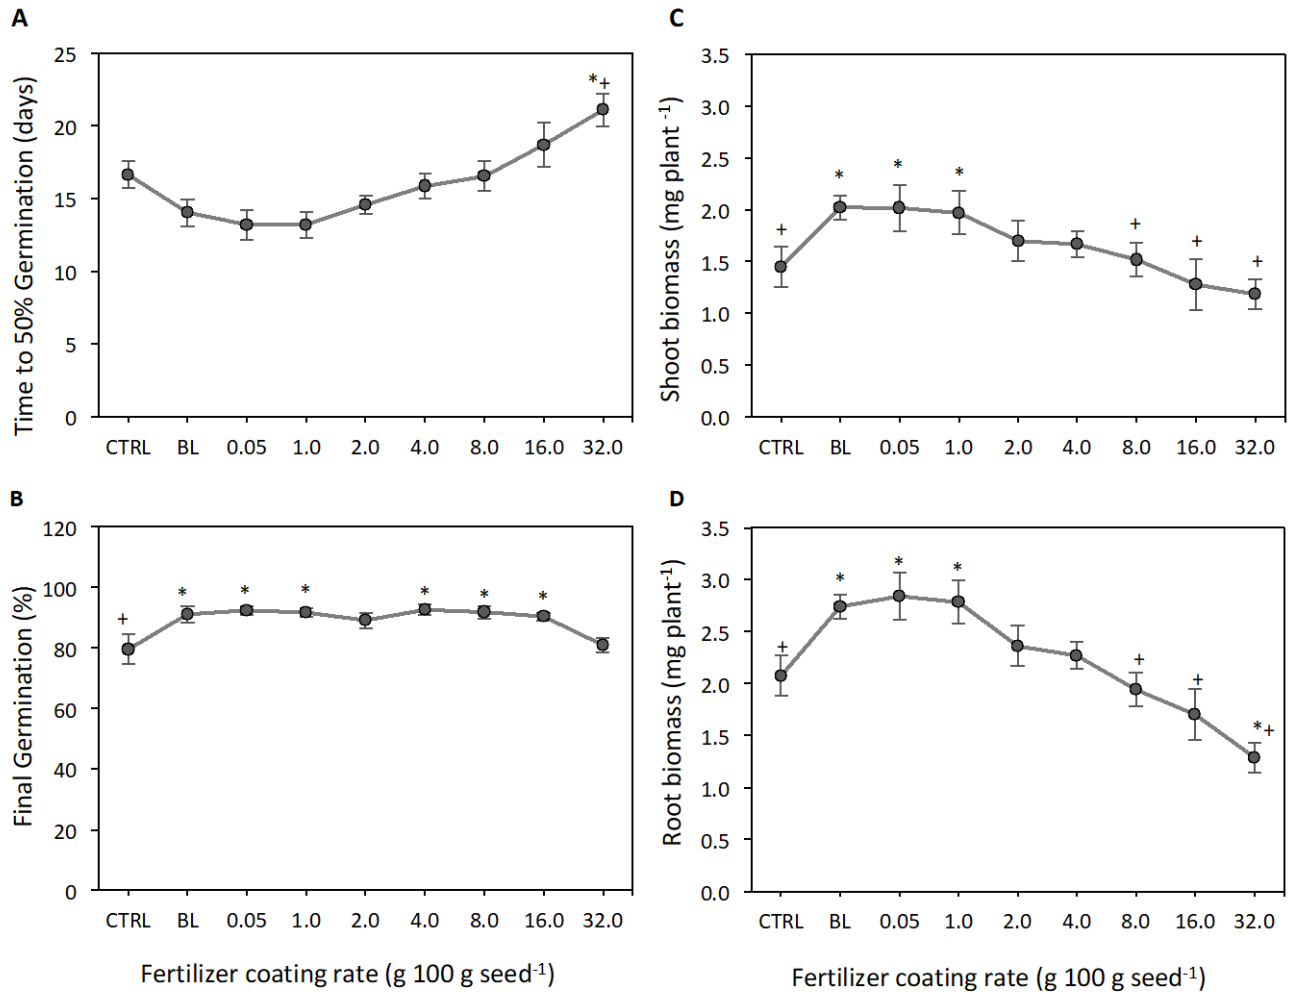 A
Time to 50% Germination (days)
25
20
15
10
5
0
*+
CTRL BL 0.05 1.0 2.0 4.0 8.0 16.0 32.0
B
Final Germination (%)
120
100
80
60
40
20
0
+ * * * * * *
CTRL BL 0.05 1.0 2.0 4.0 8.0 16.0 32.0
Fertilizer coating rate (g 100 g seed-1)
C
Shoot biomass (mg plant -1)
3.5
3.0
2.5
2.0
1.5
1.0
0.5
0.0
+ * * * + + +
CTRL BL 0.05 1.0 2.0 4.0 8.0 16.0 32.0
D
Root biomass (mg plant-1)
3.5
3.0
2.5
2.0
1.5
1.0
0.5
0.0
+ * * * + + *+
CTRL BL 0.05 1.0 2.0 4.0 8.0 16.0 32.0
Fertilizer coating rate (g 100 g seed-1)